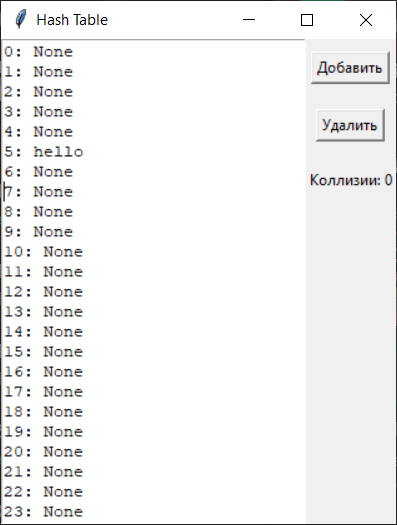 Hash Table
0: None
1: None
2: None
3: None
4: None
5: hello
6: None
7: None
8: None
9: None
10: None
11: None
12: None
13: None
14: None
15: None
16: None
17: None
18: None
19: None
20: None
21: None
22: None
23: None
Добавить
Удалить
Коллизии: 0